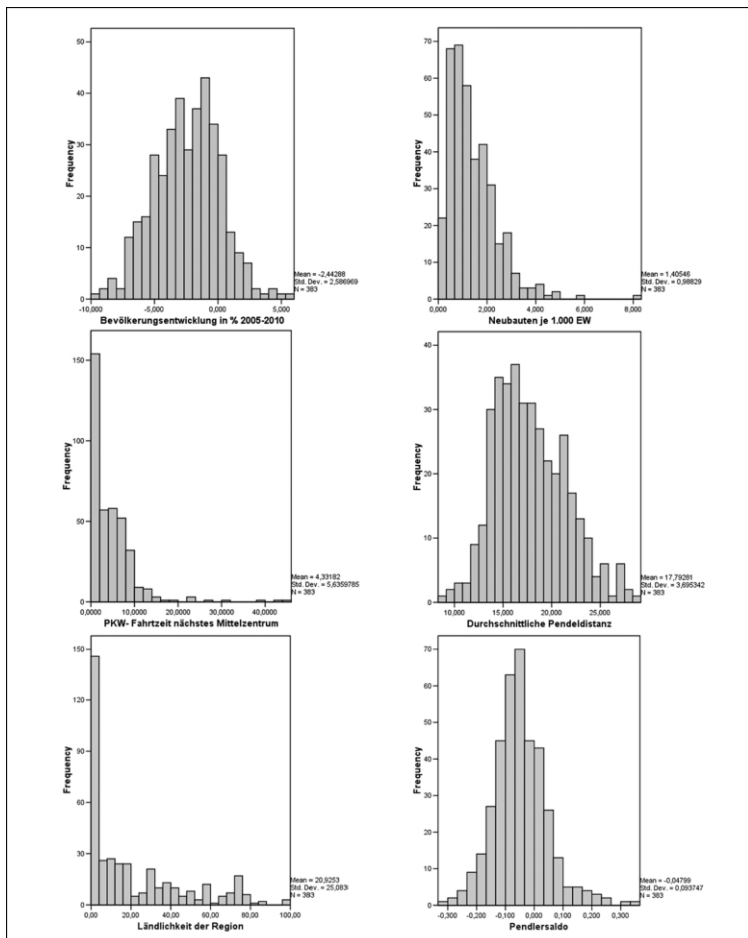 50
40
30
20
10
0
Frequency
-10,000 -5,000 0,000 5,000
Bevölkerungsentwicklung in % 2005-2010
Mean = -2,44288
Std. Dev. = 2,586969
N = 383
70
60
50
40
30
20
10
0
Frequency
0,000 2,000 4,000 6,000 8,000
Neubauten je 1.000 EW
Mean = 1,40546
Std. Dev. = 0,98829
N = 383
150
100
50
0
Frequency
0,0000 10,0000 20,0000 30,0000 40,0000
PKW- Fahrtzeit nächstes Mittelzentrum
Mean = 4,33182
Std. Dev. = 5,6359785
N = 383
40
30
20
10
0
Frequency
10,000 15,000 20,000 25,000
Durchschnittliche Pendeldistanz
Mean = 17,79281
Std. Dev. = 3,695342
N = 383
150
120
90
60
30
0
Frequency
0,00 20,00 40,00 60,00 80,00 100,00
Ländlichkeit der Region
Mean = 20,9253
Std. Dev. = 25,083
N = 383
70
60
50
40
30
20
10
0
Frequency
-0,300 -0,200 -0,100 0,000 0,100 0,200 0,300
Pendlersaldo
Mean = -0,04799
Std. Dev. = 0,093747
N = 383